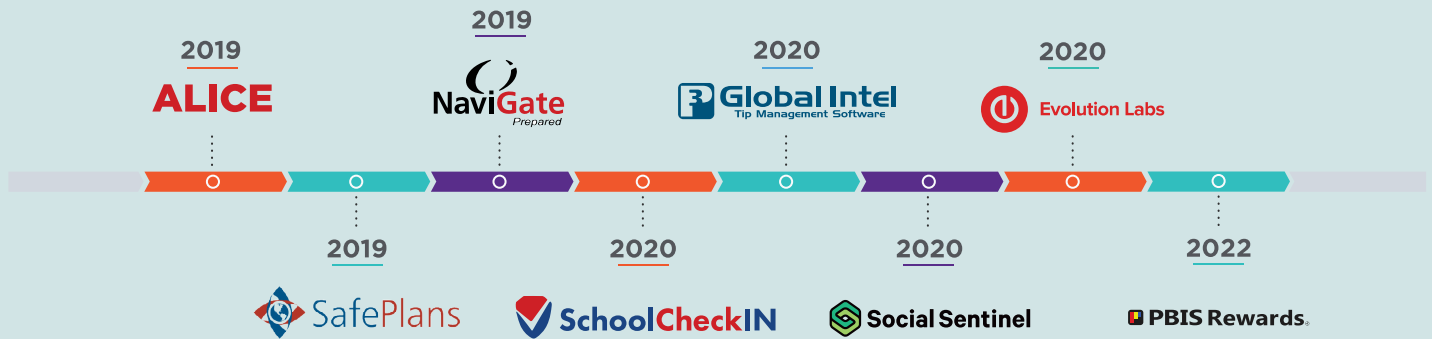 2019
ALICE
2019
SafePlans
2019
NaviGate
Prepared
2020
SchoolCheckIN
2020
P3 Global Intel
Tip Management Software
2020
Social Sentinel
2020
Evolution Labs
2022
PBIS Rewards.